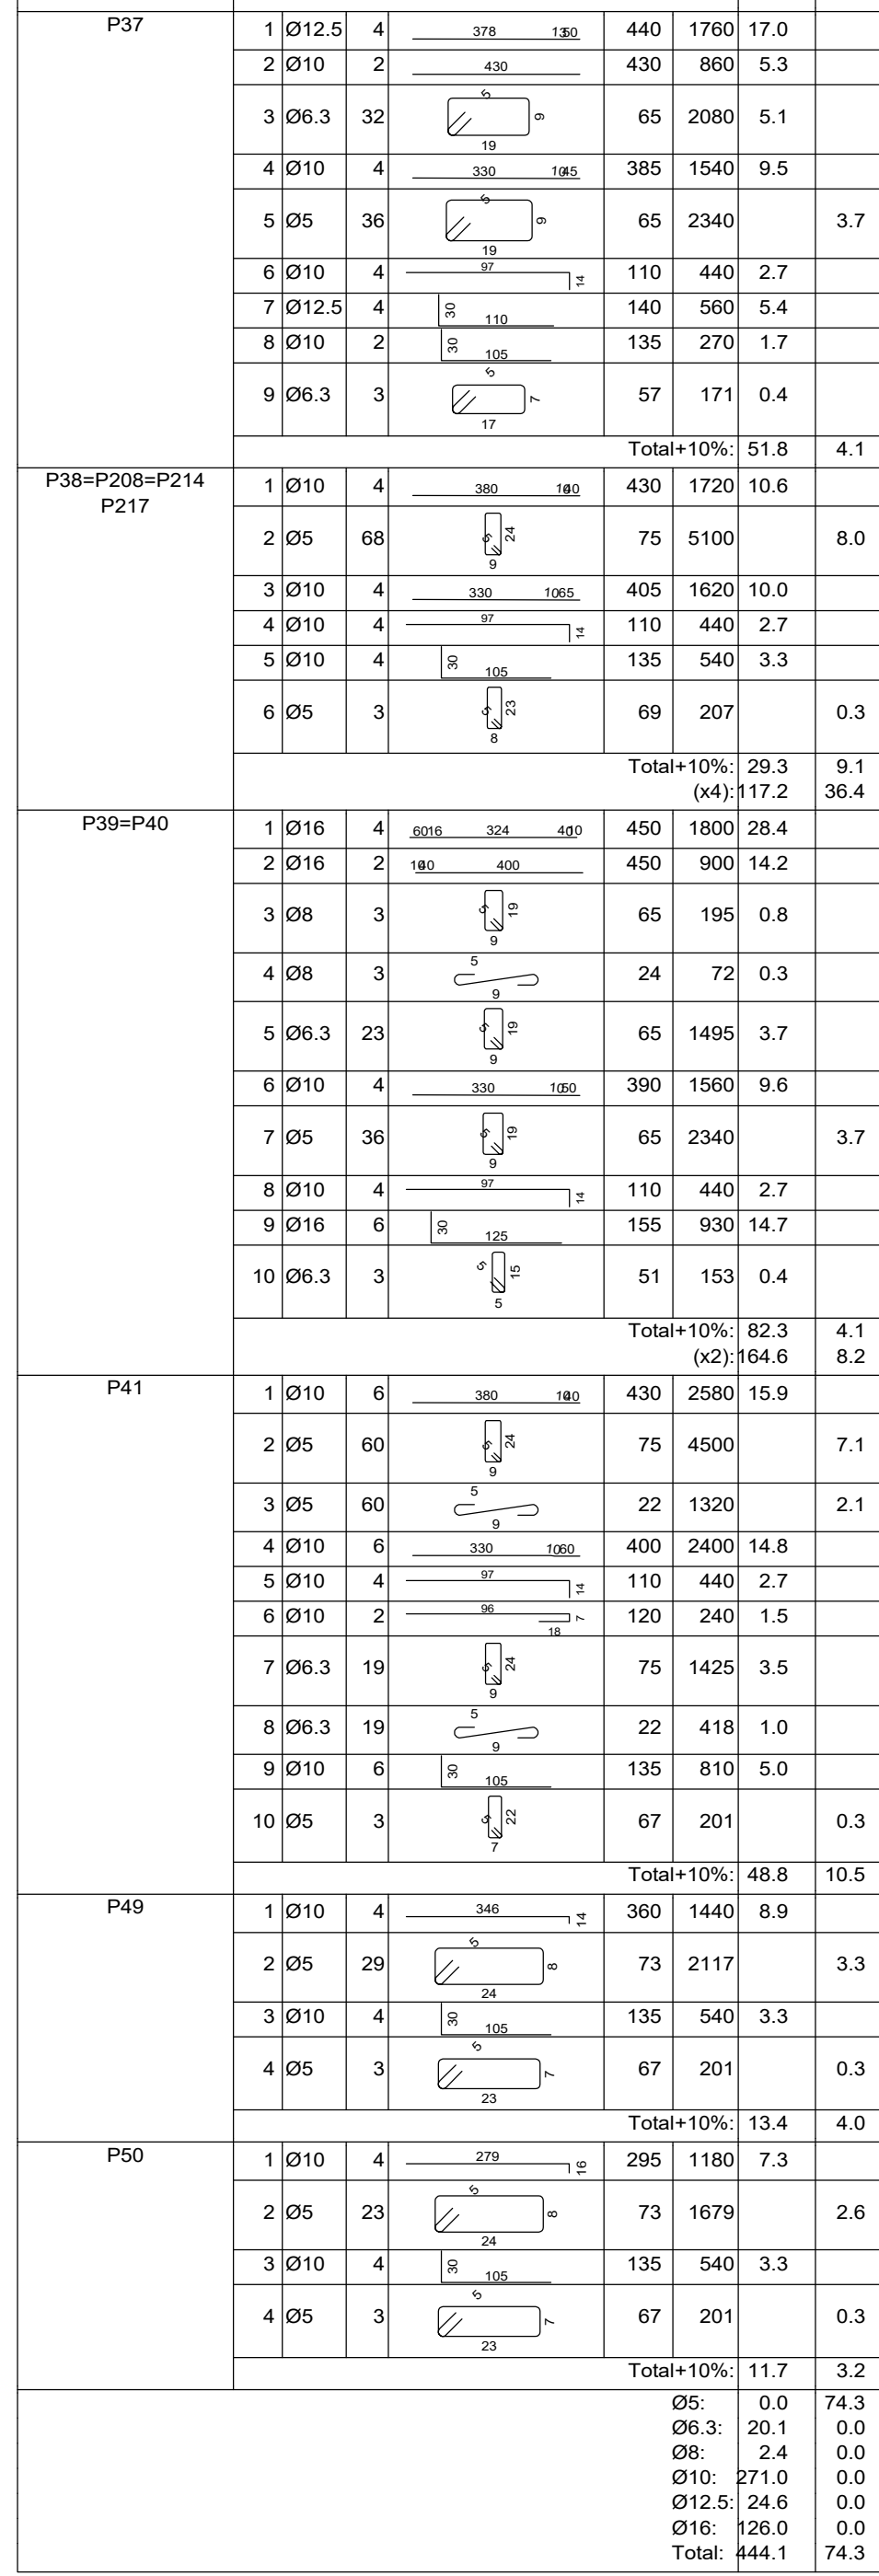 P37
1 Ø12.5 4 378 1350 440 1760 17.0
2 Ø10 2 430 430 860 5.3
3 Ø6.3 32 5 9 19 65 2080 5.1
4 Ø10 4 330 1045 385 1540 9.5
5 Ø5 36 5 9 19 65 2340 3.7
6 Ø10 4 97 14 110 440 2.7
7 Ø12.5 4 30 110 140 560 5.4
8 Ø10 2 30 105 135 270 1.7
9 Ø6.3 3 5 7 17 57 171 0.4
Total+10%: 51.8 4.1
P38=P208=P214
P217
1 Ø10 4 380 1040 430 1720 10.6
2 Ø5 68 5 24 9 75 5100 8.0
3 Ø10 4 330 1065 405 1620 10.0
4 Ø10 4 97 14 110 440 2.7
5 Ø10 4 30 105 135 540 3.3
6 Ø5 3 5 23 8 69 207 0.3
Total+10%: 29.3 9.1
(x4): 117.2 36.4
P39=P40
1 Ø16 4 6016 324 4010 450 1800 28.4
2 Ø16 2 1040 400 450 900 14.2
3 Ø8 3 5 19 9 65 195 0.8
4 Ø8 3 5 9 24 72 0.3
5 Ø6.3 23 5 19 9 65 1495 3.7
6 Ø10 4 330 1050 390 1560 9.6
7 Ø5 36 5 19 9 65 2340 3.7
8 Ø10 4 97 14 110 440 2.7
9 Ø16 6 30 125 155 930 14.7
10 Ø6.3 3 5 15 5 51 153 0.4
Total+10%: 82.3 4.1
(x2): 164.6 8.2
P41
1 Ø10 6 380 1040 430 2580 15.9
2 Ø5 60 5 24 9 75 4500 7.1
3 Ø5 60 5 9 22 1320 2.1
4 Ø10 6 330 1060 400 2400 14.8
5 Ø10 4 97 14 110 440 2.7
6 Ø10 2 96 7 18 120 240 1.5
7 Ø6.3 19 5 24 9 75 1425 3.5
8 Ø6.3 19 5 9 22 418 1.0
9 Ø10 6 30 105 135 810 5.0
10 Ø5 3 5 22 7 67 201 0.3
Total+10%: 48.8 10.5
P49
1 Ø10 4 346 14 360 1440 8.9
2 Ø5 29 5 8 24 73 2117 3.3
3 Ø10 4 30 105 135 540 3.3
4 Ø5 3 5 7 23 67 201 0.3
Total+10%: 13.4 4.0
P50
1 Ø10 4 279 16 295 1180 7.3
2 Ø5 23 5 8 24 73 1679 2.6
3 Ø10 4 30 105 135 540 3.3
4 Ø5 3 5 7 23 67 201 0.3
Total+10%: 11.7 3.2
Ø5: 0.0 74.3
Ø6.3: 20.1 0.0
Ø8: 2.4 0.0
Ø10: 271.0 0.0
Ø12.5: 24.6 0.0
Ø16: 126.0 0.0
Total: 444.1 74.3